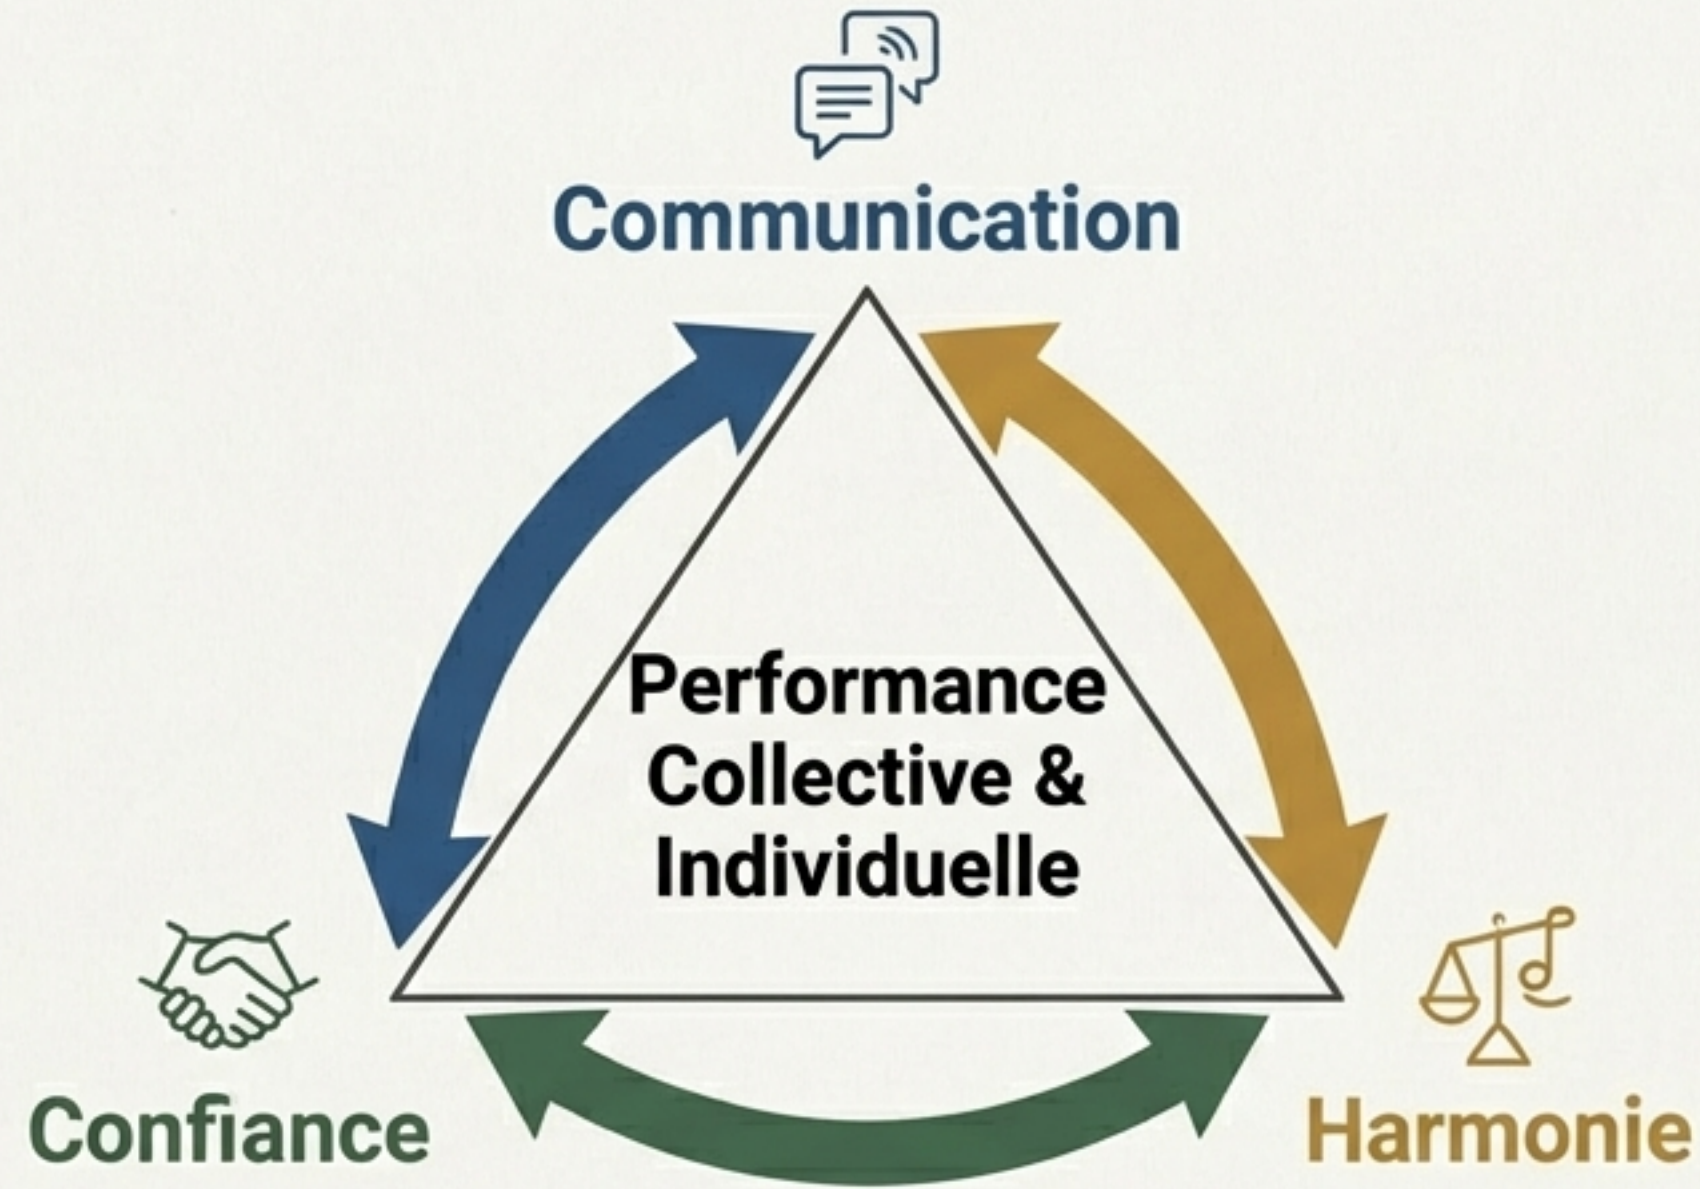 Communication
Performance
Collective &
Individuelle
Confiance
Harmonie